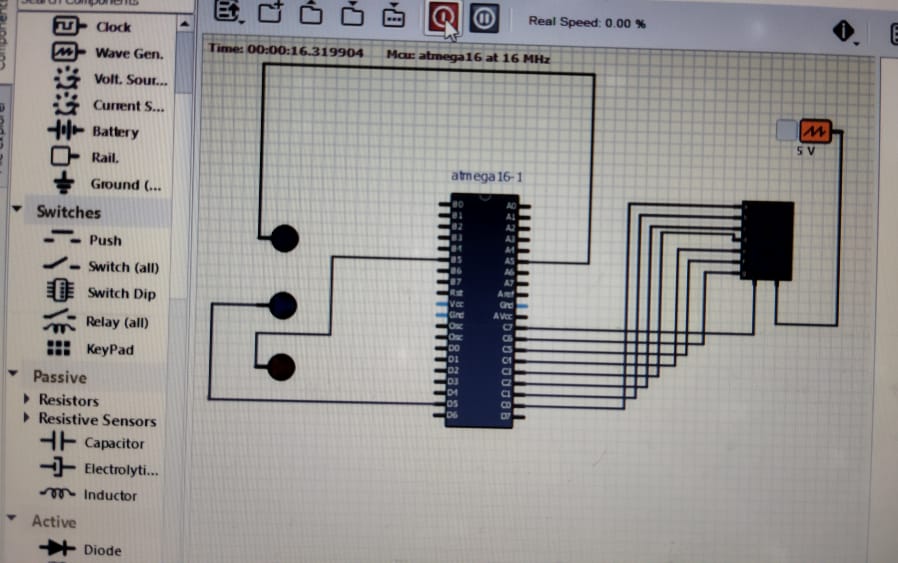 Search Components
Real Speed: 0.00 %
Clock
Wave Gen.
Volt. Sour...
Current S...
Battery
Rail.
Ground (...
Switches
Push
Switch (all)
Switch Dip
Relay (all)
KeyPad
Passive
Resistors
Resistive Sensors
Capacitor
Electrolyti...
Inductor
Active
Diode
Time: 00:00:16.319904 Mcu: atmega16 at 16 MHz
5 V
atmega16-1
B0 A0
B1 A1
B2 A2
B3 A3
B4 A4
B5 A5
B6 A6
B7 A7
Rst Aref
Vcc Gnd
Gnd AVcc
Osc C7
Osc C6
D0 C5
D1 C4
D2 C3
D3 C2
D4 C1
D5 C0
D6 D7